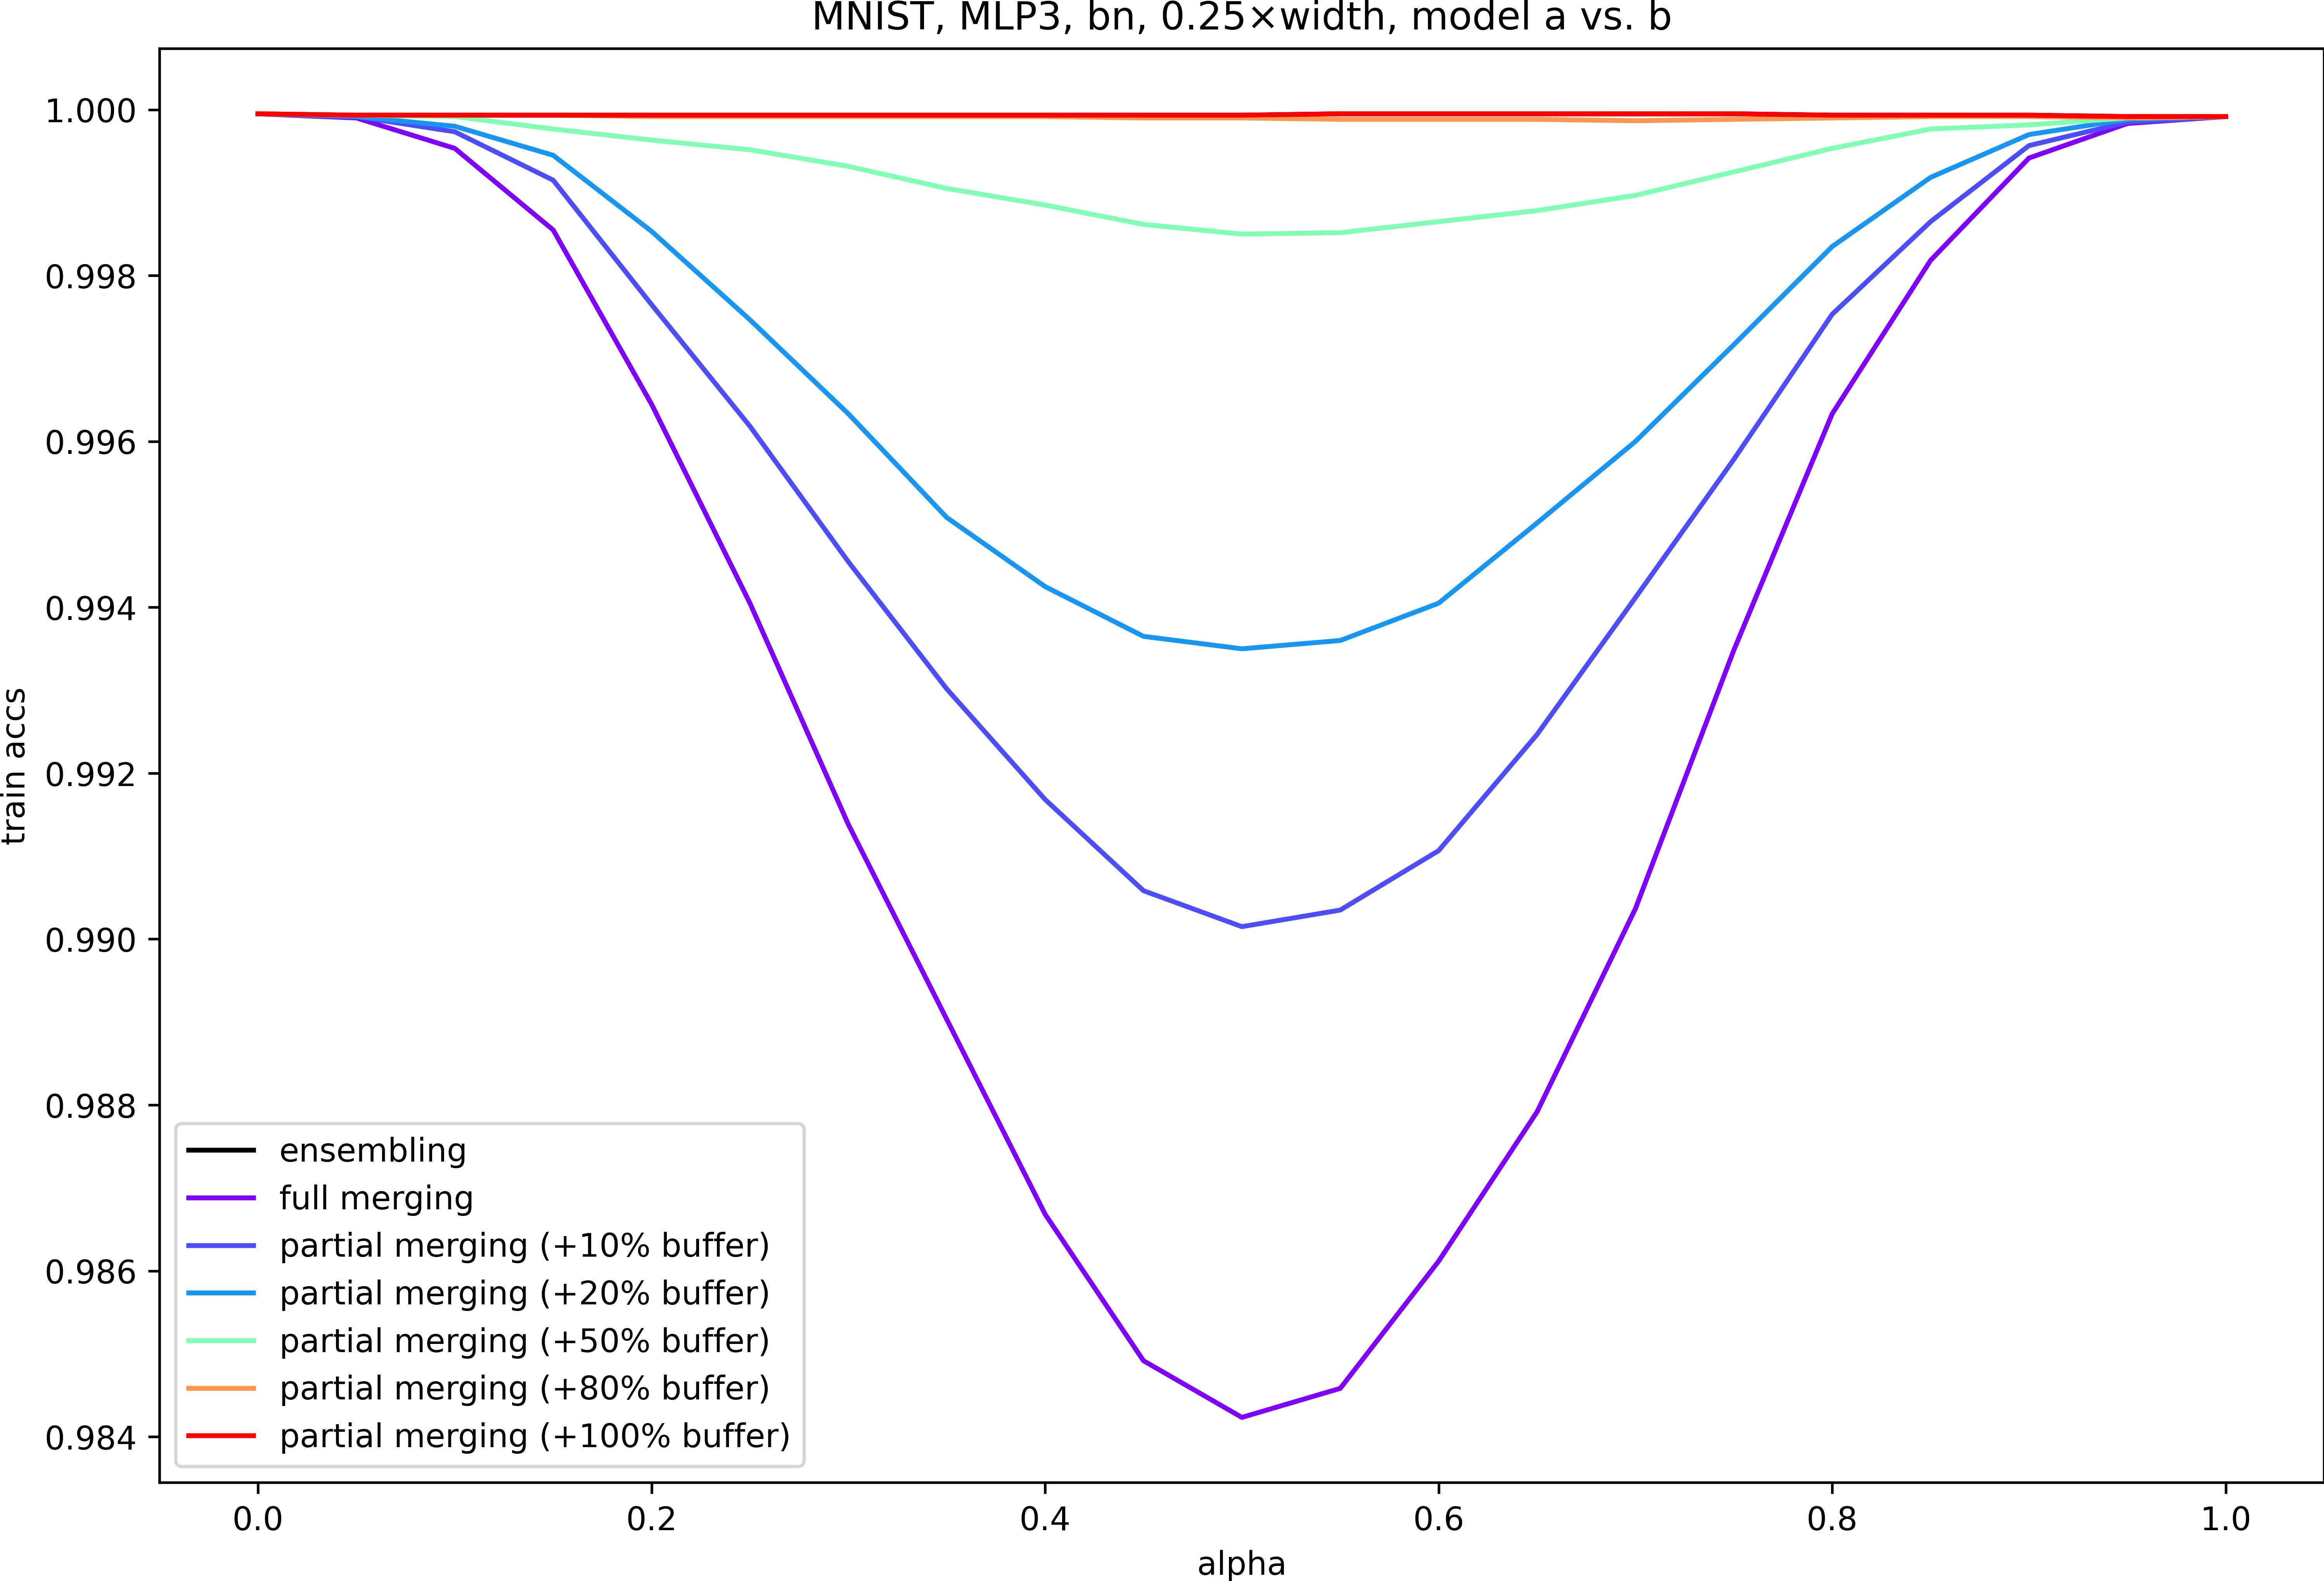 MNIST, MLP3, bn, 0.25×width, model a vs. b
1.000
0.998
0.996
0.994
0.992
0.990
0.988
0.986
0.984
train accs
ensembling
full merging
partial merging (+10% buffer)
partial merging (+20% buffer)
partial merging (+50% buffer)
partial merging (+80% buffer)
partial merging (+100% buffer)
0.0 0.2 0.4 0.6 0.8 1.0
alpha